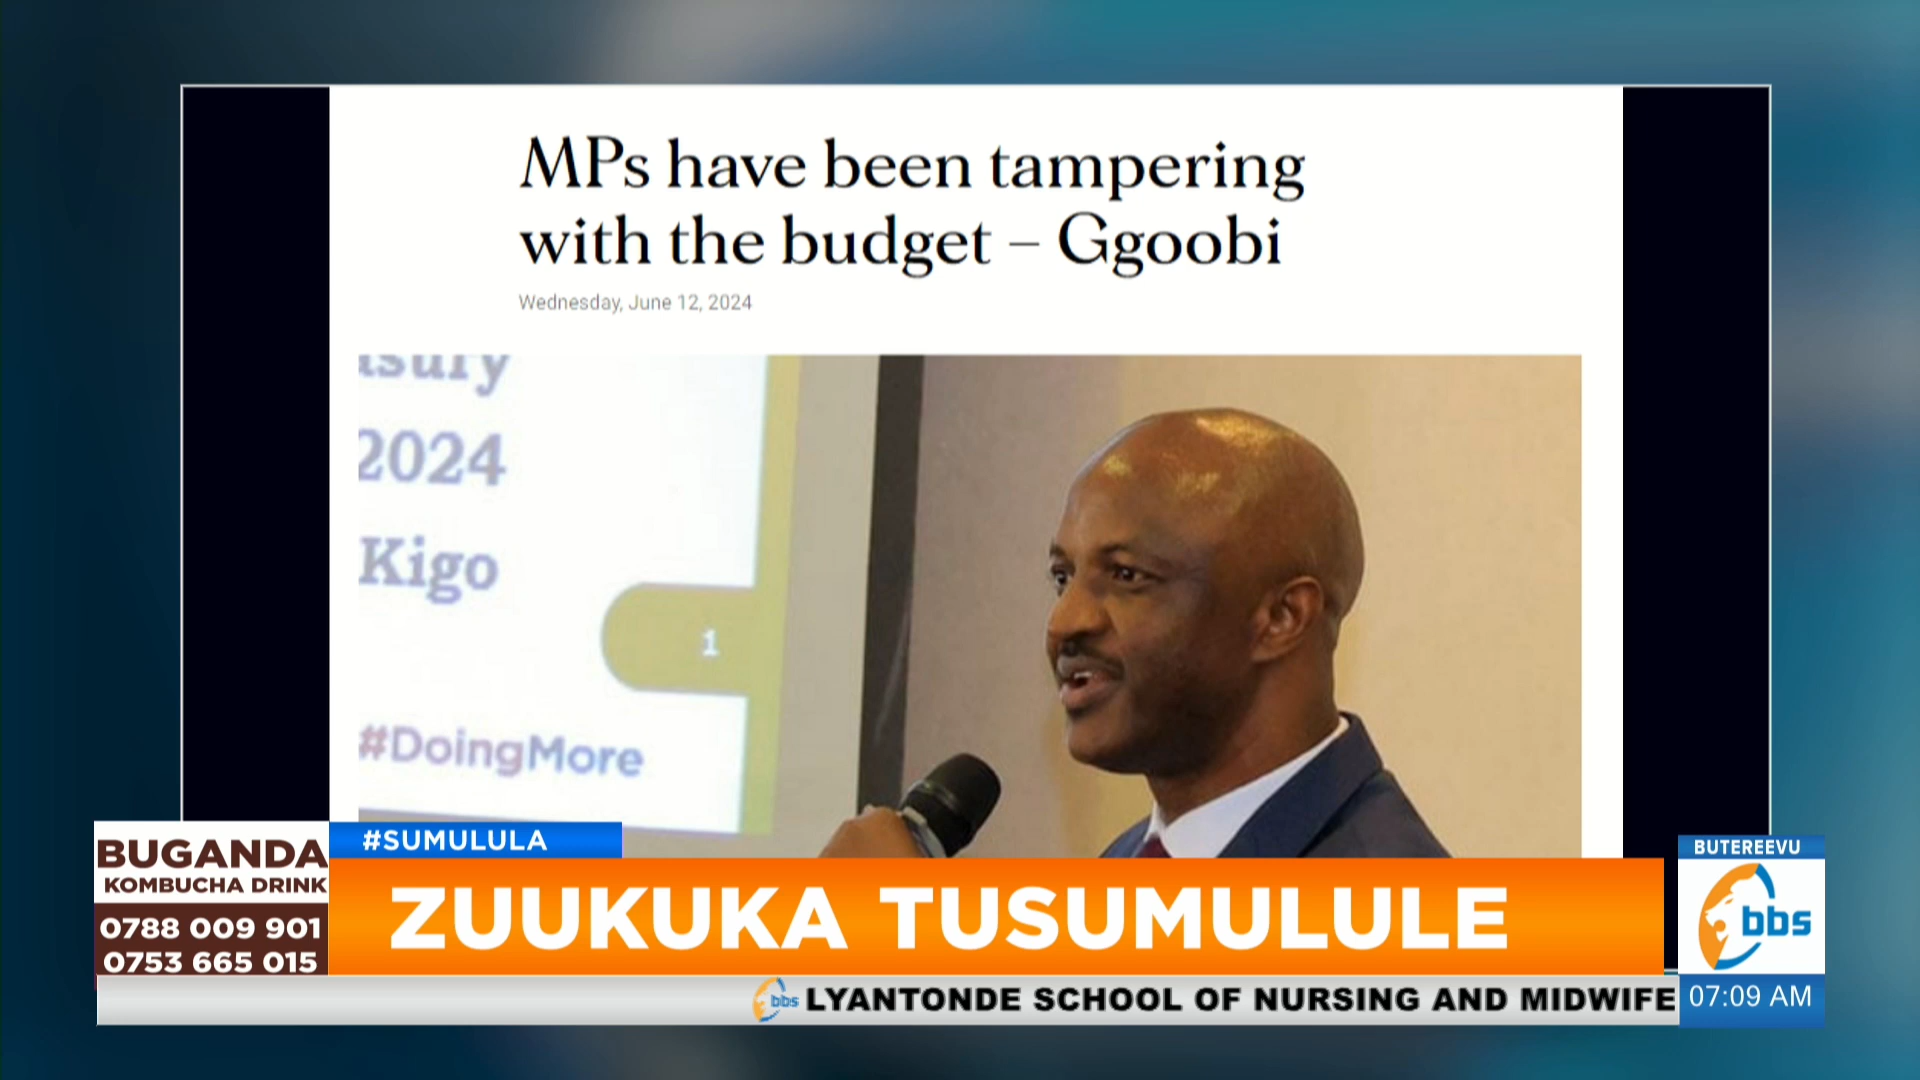 MPs have been tampering
with the budget – Ggoobi
Wednesday, June 12, 2024
2024
Kigo
1
#DoingMore
BUGANDA
KOMBUCHA DRINK
0788 009 901
0753 665 015
#SUMULULA
ZUUKUKA TUSUMULULE
BUTEREEVU
bbs
bbs LYANTONDE SCHOOL OF NURSING AND MIDWIFE
07:09 AM